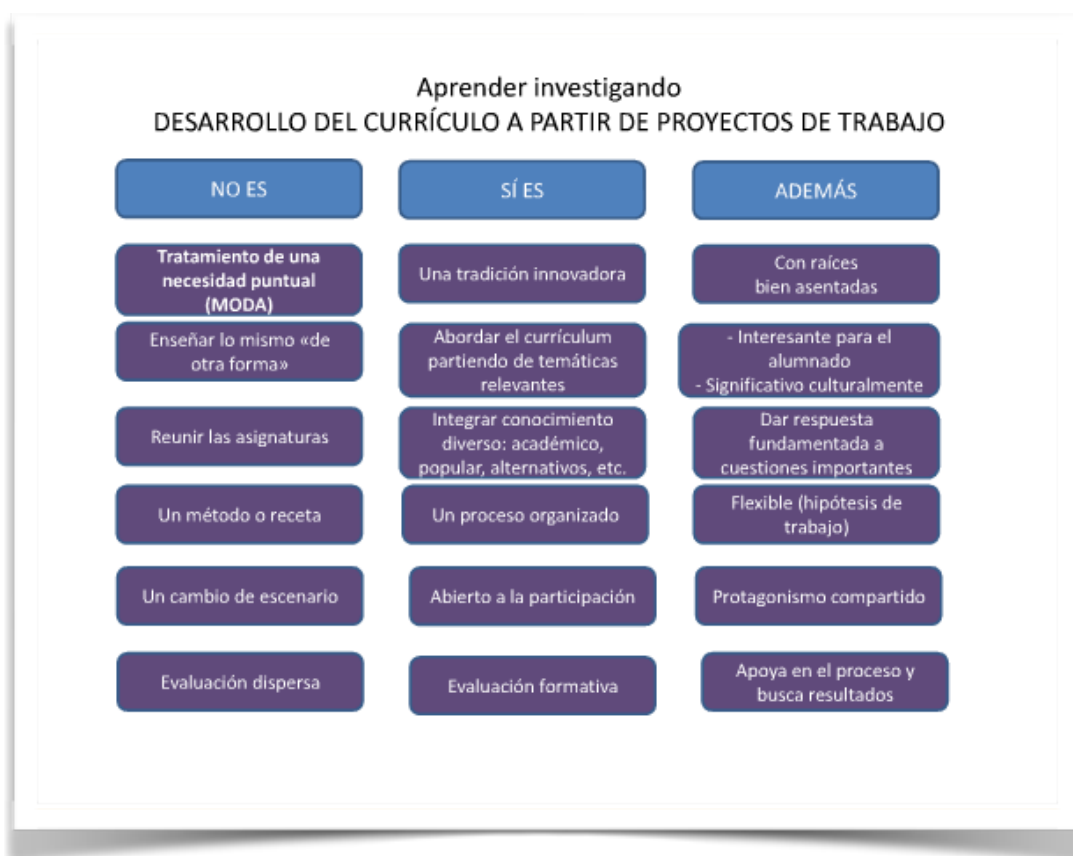 Aprender investigando
DESARROLLO DEL CURRÍCULO A PARTIR DE PROYECTOS DE TRABAJO
NO ES
SÍ ES
ADEMÁS
Tratamiento de una
necesidad puntual
(MODA)
Una tradición innovadora
Con raíces
bien asentadas
Enseñar lo mismo «de
otra forma»
Abordar el currículum
partiendo de temáticas
relevantes
- Interesante para el
alumnado
- Significativo culturalmente
Reunir las asignaturas
Integrar conocimiento
diverso: académico,
popular, alternativos, etc.
Dar respuesta
fundamentada a
cuestiones importantes
Un método o receta
Un proceso organizado
Flexible (hipótesis de
trabajo)
Un cambio de escenario
Abierto a la participación
Protagonismo compartido
Evaluación dispersa
Evaluación formativa
Apoya en el proceso y
busca resultados